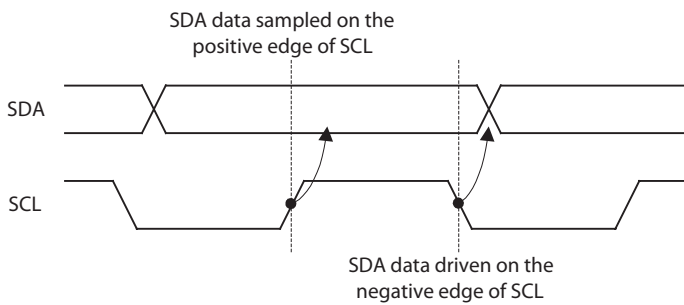 SDA data sampled on the
positive edge of SCL
SDA
SCL
SDA data driven on the
negative edge of SCL